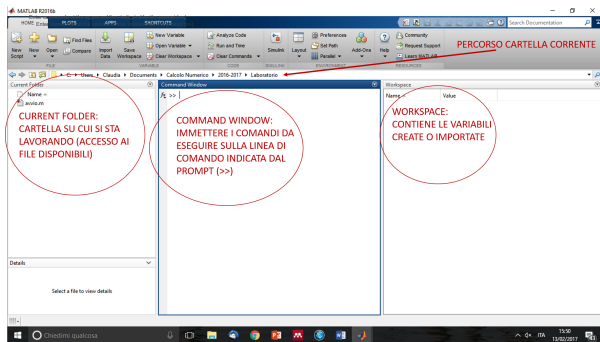 MATLAB R2016b
HOME
PLOTS
APPS
SHORTCUTS
Search Documentation
New Script
New
Open
Find Files
Compare
Import Data
Save Workspace
New Variable
Open Variable
Clear Workspace
Analyze Code
Run and Time
Clear Commands
Simulink
Layout
Preferences
Set Path
Parallel
Add-Ons
Help
Community
Request Support
Learn MATLAB
FILE
VARIABLE
CODE
SIMULINK
ENVIRONMENT
RESOURCES
PERCORSO CARTELLA CORRENTE
C: Users Claudia Documents Calcolo Numerico 2016-2017 Laboratorio
Current Folder
Command Window
Workspace
Name
avvio.m
fx >>
Name
Value
CURRENT FOLDER:
CARTELLA SU CUI SI STA
LAVORANDO (ACCESSO AI
FILE DISPONIBILI)
COMMAND WINDOW:
IMMETTERE I COMANDI DA
ESEGUIRE SULLA LINEA DI
COMANDO INDICATA DAL
PROMPT (>>)
WORKSPACE:
CONTIENE LE VARIABILI
CREATE O IMPORTATE
Details
Select a file to view details
Chiedimi qualcosa
ITA
15:50
13/02/2017